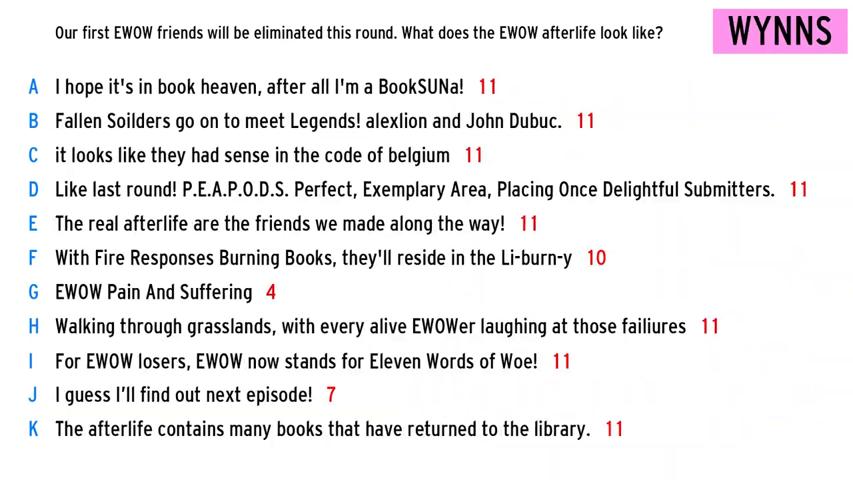 Our first EWOW friends will be eliminated this round. What does the EWOW afterlife look like?
WYNNS
A I hope it's in book heaven, after all I'm a BookSUNa! 11
B Fallen Soilders go on to meet Legends! alexlion and John Dubuc. 11
C it looks like they had sense in the code of belgium 11
D Like last round! P.E.A.P.O.D.S. Perfect, Exemplary Area, Placing Once Delightful Submitters. 11
E The real afterlife are the friends we made along the way! 11
F With Fire Responses Burning Books, they'll reside in the Li-burn-y 10
G EWOW Pain And Suffering 4
H Walking through grasslands, with every alive EWOWer laughing at those failiures 11
I For EWOW losers, EWOW now stands for Eleven Words of Woe! 11
J I guess I'll find out next episode! 7
K The afterlife contains many books that have returned to the library. 11